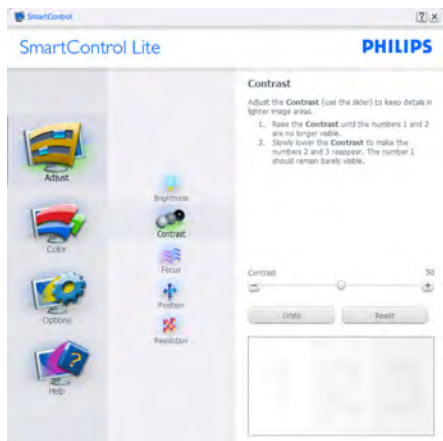 SmartControl
SmartControl Lite
PHILIPS
Adjust
Color
Options
Help
Brightness
Contrast
Focus
Position
Resolution
Contrast
Adjust the Contrast (use the slider) to keep details in
lighter image areas.
1. Raise the Contrast until the numbers 1 and 2
are no longer visible.
2. Slowly lower the Contrast to make the
numbers 2 and 3 reappear. The number 1
should remain barely visible.
Contrast
50
Undo
Reset
1 2 3